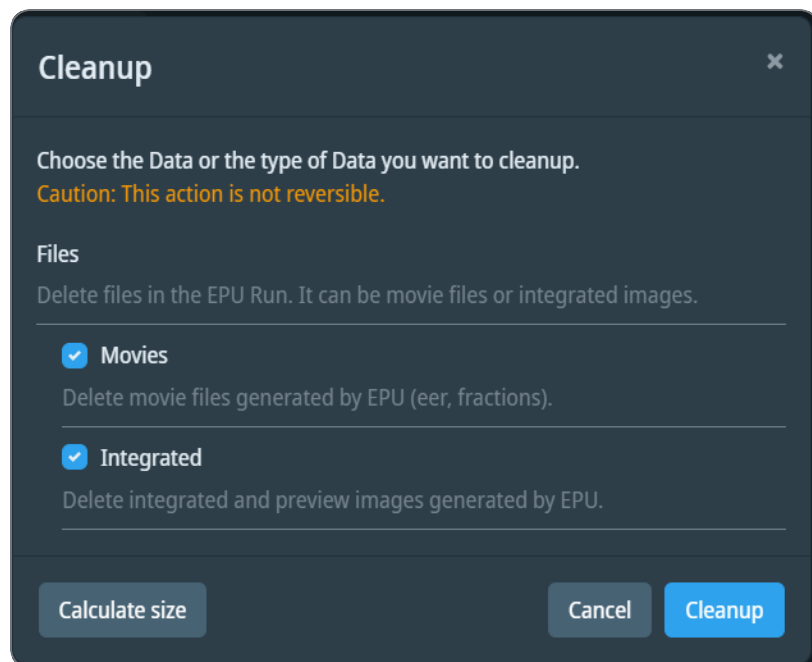 Cleanup
Choose the Data or the type of Data you want to cleanup.
Caution: This action is not reversible.
Files
Delete files in the EPU Run. It can be movie files or integrated images.
Movies
Delete movie files generated by EPU (eer, fractions).
Integrated
Delete integrated and preview images generated by EPU.
Calculate size
Cancel
Cleanup